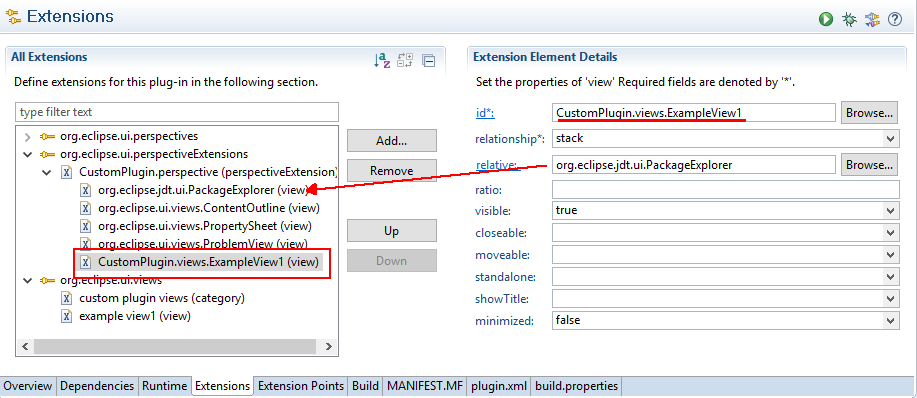 Extensions
All Extensions
Define extensions for this plug-in in the following section.
type filter text
org.eclipse.ui.perspectives
org.eclipse.ui.perspectiveExtensions
CustomPlugin.perspective (perspectiveExtension)
org.eclipse.jdt.ui.PackageExplorer (view)
org.eclipse.ui.views.ContentOutline (view)
org.eclipse.ui.views.PropertySheet (view)
org.eclipse.ui.views.ProblemView (view)
CustomPlugin.views.ExampleView1 (view)
org.eclipse.ui.views
custom plugin views (category)
example view1 (view)
Add...
Remove
Up
Down
Extension Element Details
Set the properties of 'view' Required fields are denoted by '*'.
id*: CustomPlugin.views.ExampleView1 Browse...
relationship*: stack
relative: org.eclipse.jdt.ui.PackageExplorer Browse...
ratio:
visible: true
closeable:
moveable:
standalone:
showTitle:
minimized: false
Overview Dependencies Runtime Extensions Extension Points Build MANIFEST.MF plugin.xml build.properties